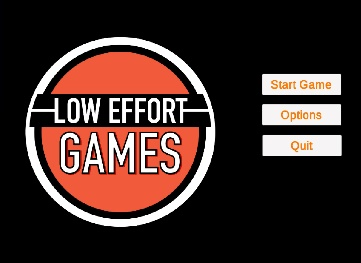 LOW EFFORT
GAMES
Start Game
Options
Quit